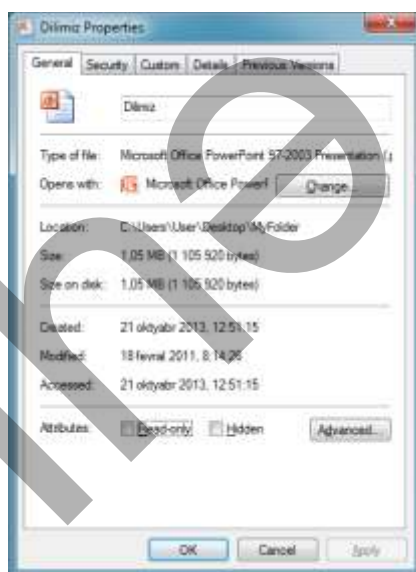 Dilimiz Properties
General Security Custom Details Previous Versions
Dilimiz
Type of file: Microsoft Office PowerPoint 97-2003 Presentation (.p
Opens with: Microsoft Office PowerP Change...
Location: C:\Users\User\Desktop\MyFolder
Size: 1,05 MB (1 105 920 bytes)
Size on disk: 1,05 MB (1 105 920 bytes)
Created: 21 oktyabr 2013, 12:51:15
Modified: 18 fevral 2011, 8:14:26
Accessed: 21 oktyabr 2013, 12:51:15
Attributes: Read-only Hidden Advanced...
OK Cancel Apply